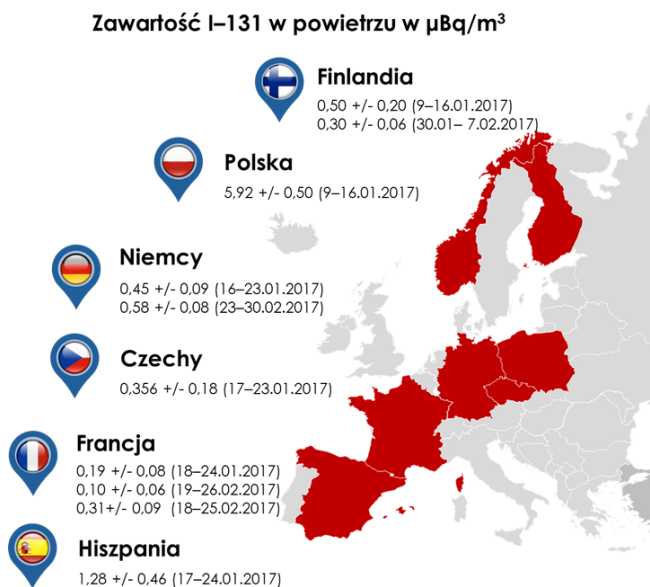 Zawartość I–131 w powietrzu w µBq/m³
Finlandia
0,50 +/- 0,20 (9–16.01.2017)
0,30 +/- 0,06 (30.01– 7.02.2017)
Polska
5,92 +/- 0,50 (9–16.01.2017)
Niemcy
0,45 +/- 0,09 (16–23.01.2017)
0,58 +/- 0,08 (23–30.02.2017)
Czechy
0,356 +/- 0,18 (17–23.01.2017)
Francja
0,19 +/- 0,08 (18–24.01.2017)
0,10 +/- 0,06 (19–26.02.2017)
0,31+/- 0,09 (18–25.02.2017)
Hiszpania
1,28 +/- 0,46 (17–24.01.2017)